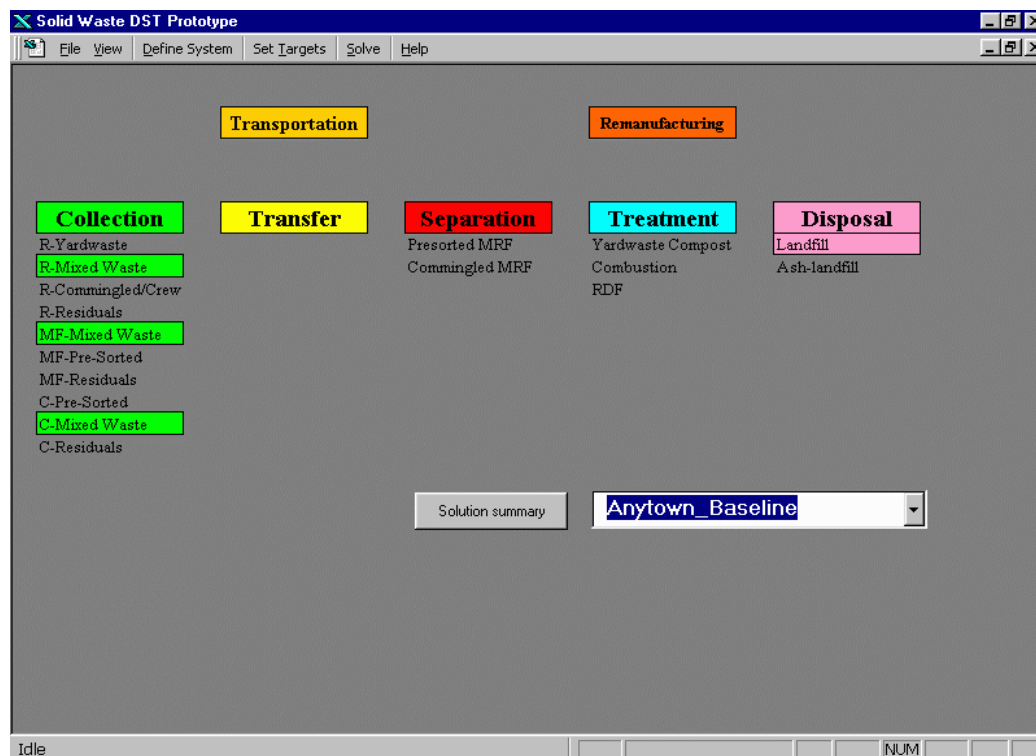 Solid Waste DST Prototype
File View Define System Set Targets Solve Help
Transportation
Remanufacturing
Collection
R-Yardwaste
R-Mixed Waste
R-Commingled/Crew
R-Residuals
MF-Mixed Waste
MF-Pre-Sorted
MF-Residuals
C-Pre-Sorted
C-Mixed Waste
C-Residuals
Transfer
Separation
Presorted MRF
Commingled MRF
Treatment
Yardwaste Compost
Combustion
RDF
Disposal
Landfill
Ash-landfill
Solution summary
Anytown_Baseline
Idle
NUM